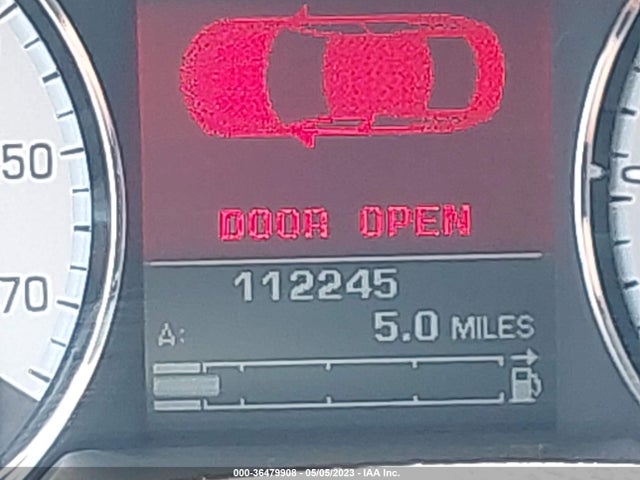 50
70
DOOR OPEN
112245
A: 5.0 MILES
000-36479908 - 05/05/2023 - IAA Inc.